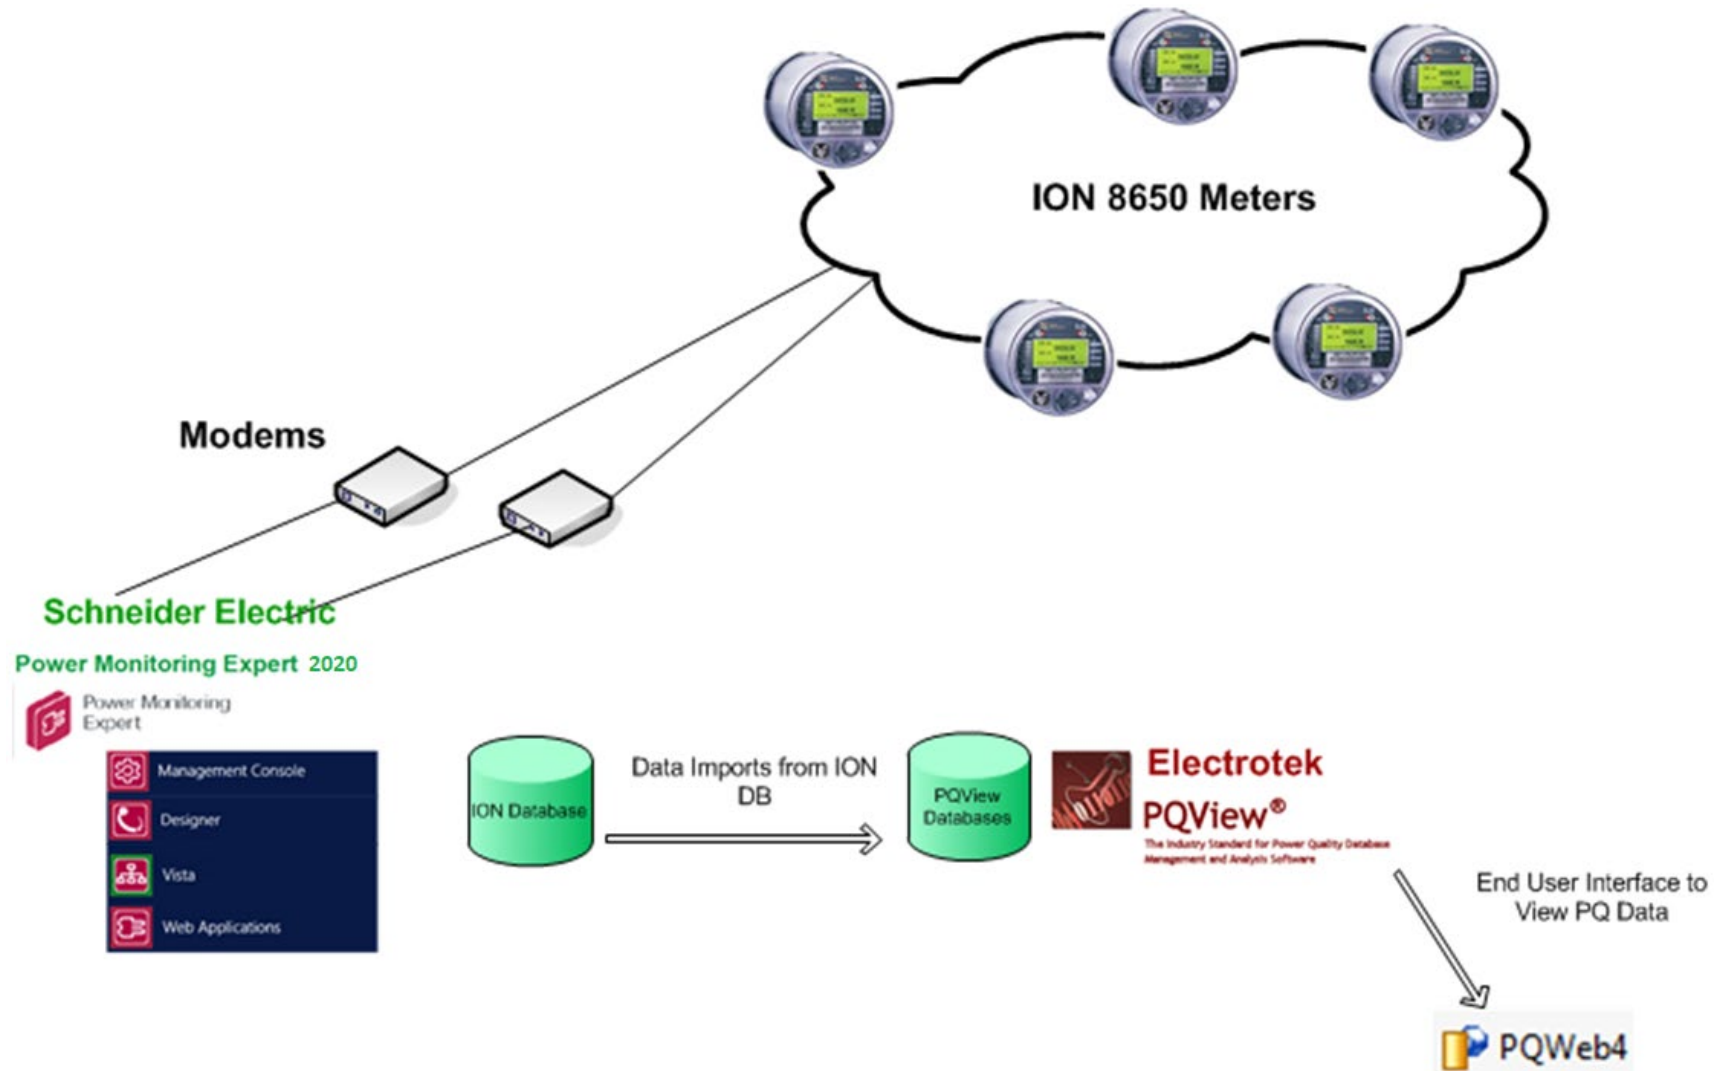 ION 8650 Meters
Modems
Schneider Electric
Power Monitoring Expert 2020
Power Monitoring
Expert
Management Console
Designer
Vista
Web Applications
ION Database
Data Imports from ION
DB
PQView
Databases
Electrotek
PQView®
The Industry Standard for Power Quality Database
Management and Analysis Software
End User Interface to
View PQ Data
PQWeb4